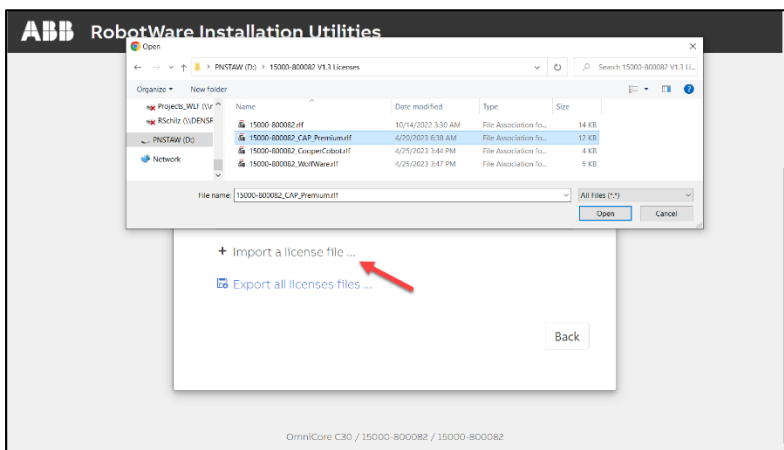 ABB RobotWare Installation Utilities
Open
PNSTAW (D:) > 15000-800082 V1.3 Licenses
Search 15000-800082 V1.3 Li...
Organize New folder
Name Date modified Type Size
Projects_WLF (\\r
RSchilz (\\DENSF
PNSTAW (D:)
Network
15000-800082.rlf 10/14/2022 3:30 AM File Association fo... 14 KB
15000-800082_CAP_Premium.rlf 4/20/2023 6:38 AM File Association fo... 12 KB
15000-800082_CooperCobot.rlf 4/25/2023 3:44 PM File Association fo... 4 KB
15000-800082_WolfWare.rlf 4/25/2023 3:47 PM File Association fo... 5 KB
File name: 15000-800082_CAP_Premium.rlf All Files (*.*)
Open Cancel
+ Import a license file ...
Export all licenses files ...
Back
OmniCore C30 / 15000-800082 / 15000-800082